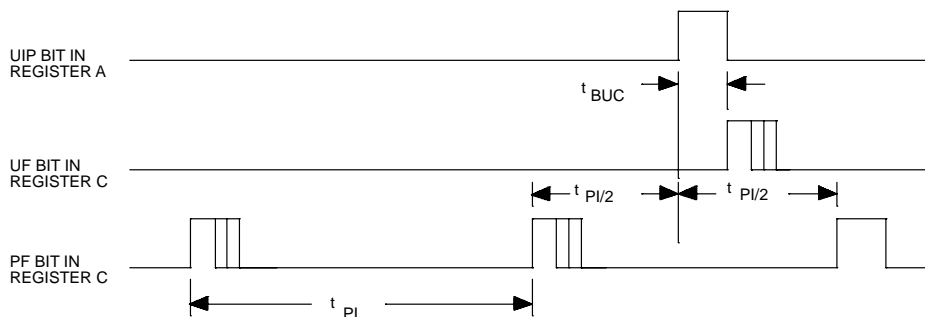 UIP BIT IN
REGISTER A
t BUC
UF BIT IN
REGISTER C
t PI/2
t PI/2
PF BIT IN
REGISTER C
t PI